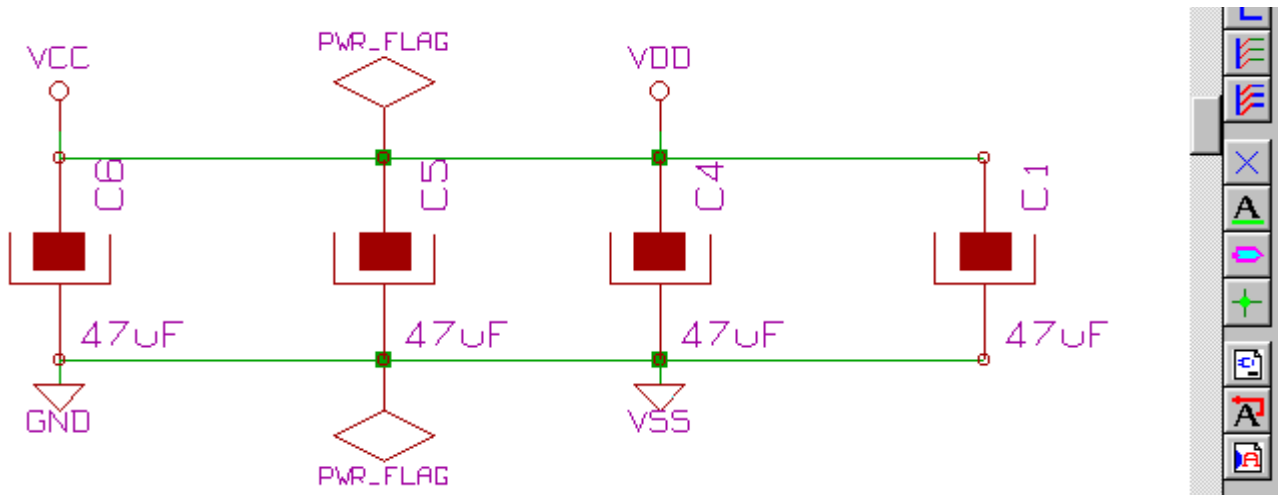 VCC
PWR_FLAG
VDD
C6
C5
C4
C1
47uF
47uF
47uF
47uF
GND
PWR_FLAG
VSS
A
A
A